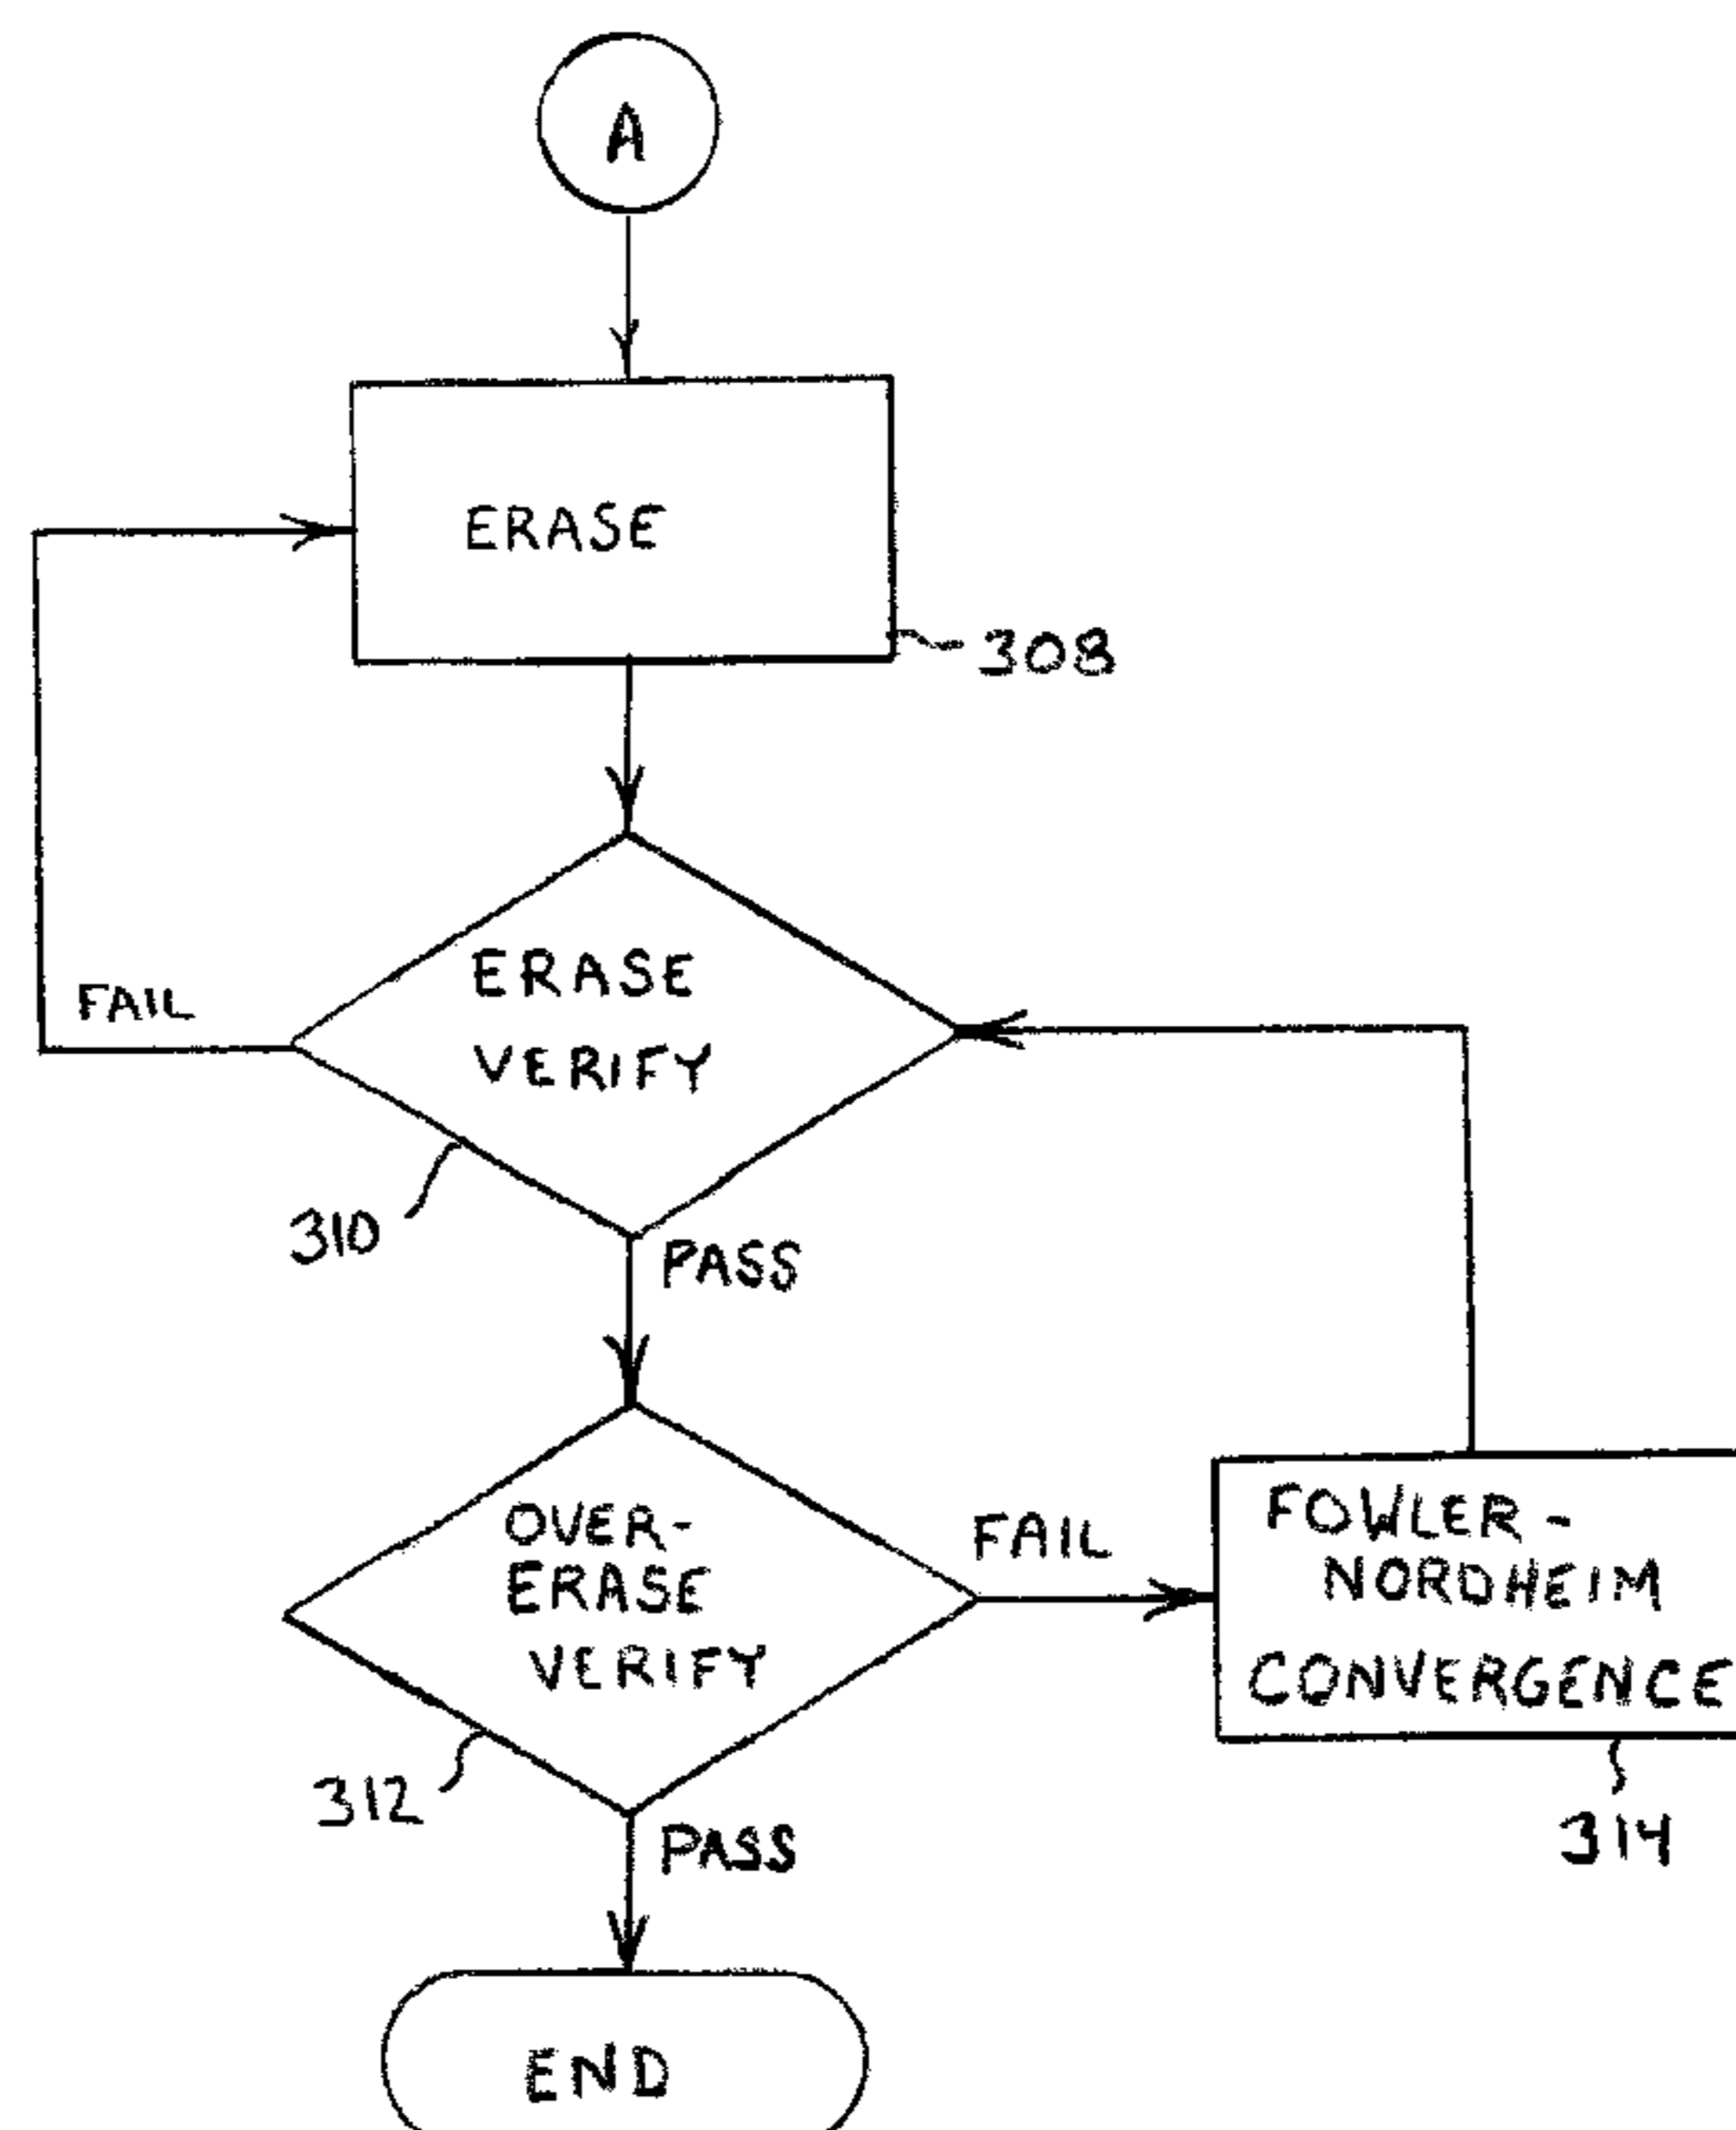 A
ERASE
308
FAIL
ERASE
VERIFY
310
PASS
OVER-
ERASE
VERIFY
312
FAIL
FOWLER-
NORDHEIM
CONVERGENCE
314
PASS
END